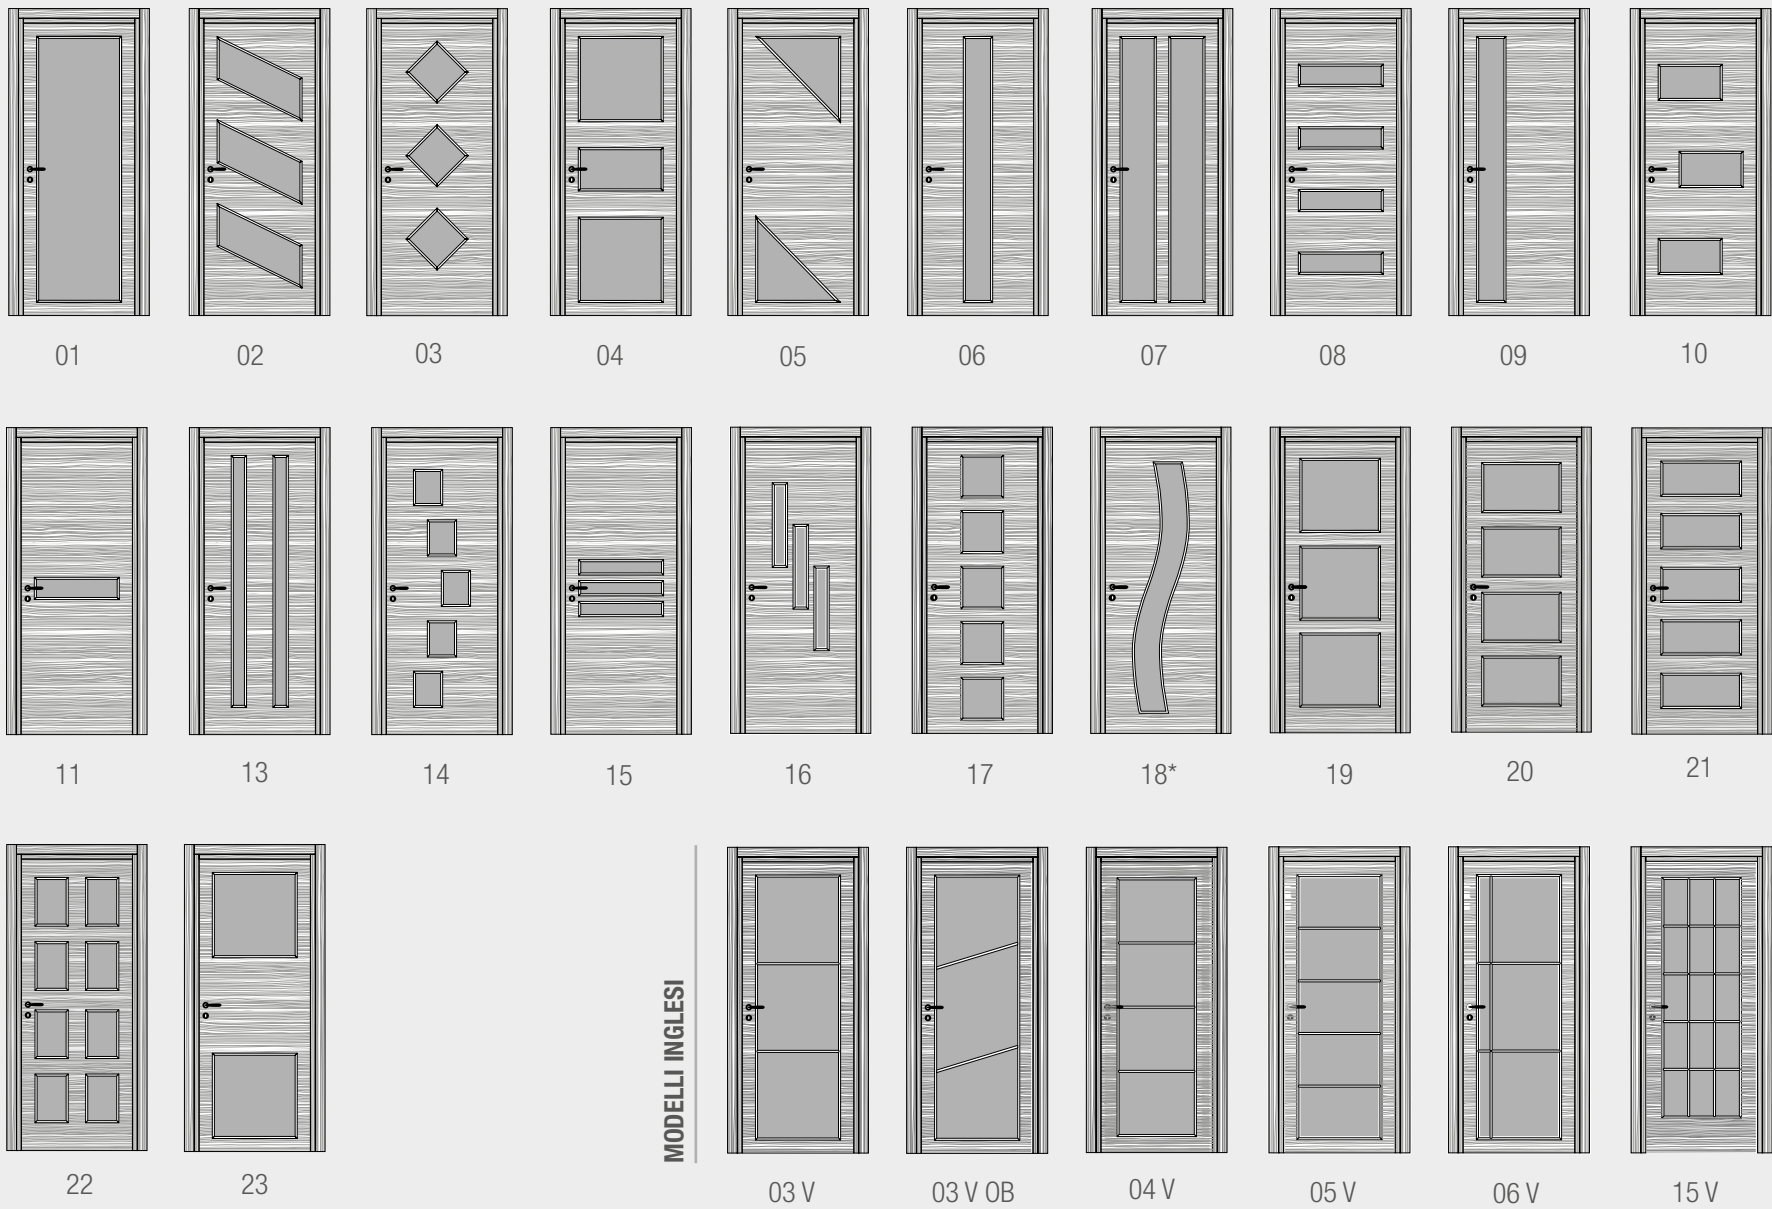 01 02 03 04 05 06 07 08 09 10
11 13 14 15 16 17 18* 19 20 21
22 23
MODELLI INGLESI
03 V 03 V OB 04 V 05 V 06 V 15 V